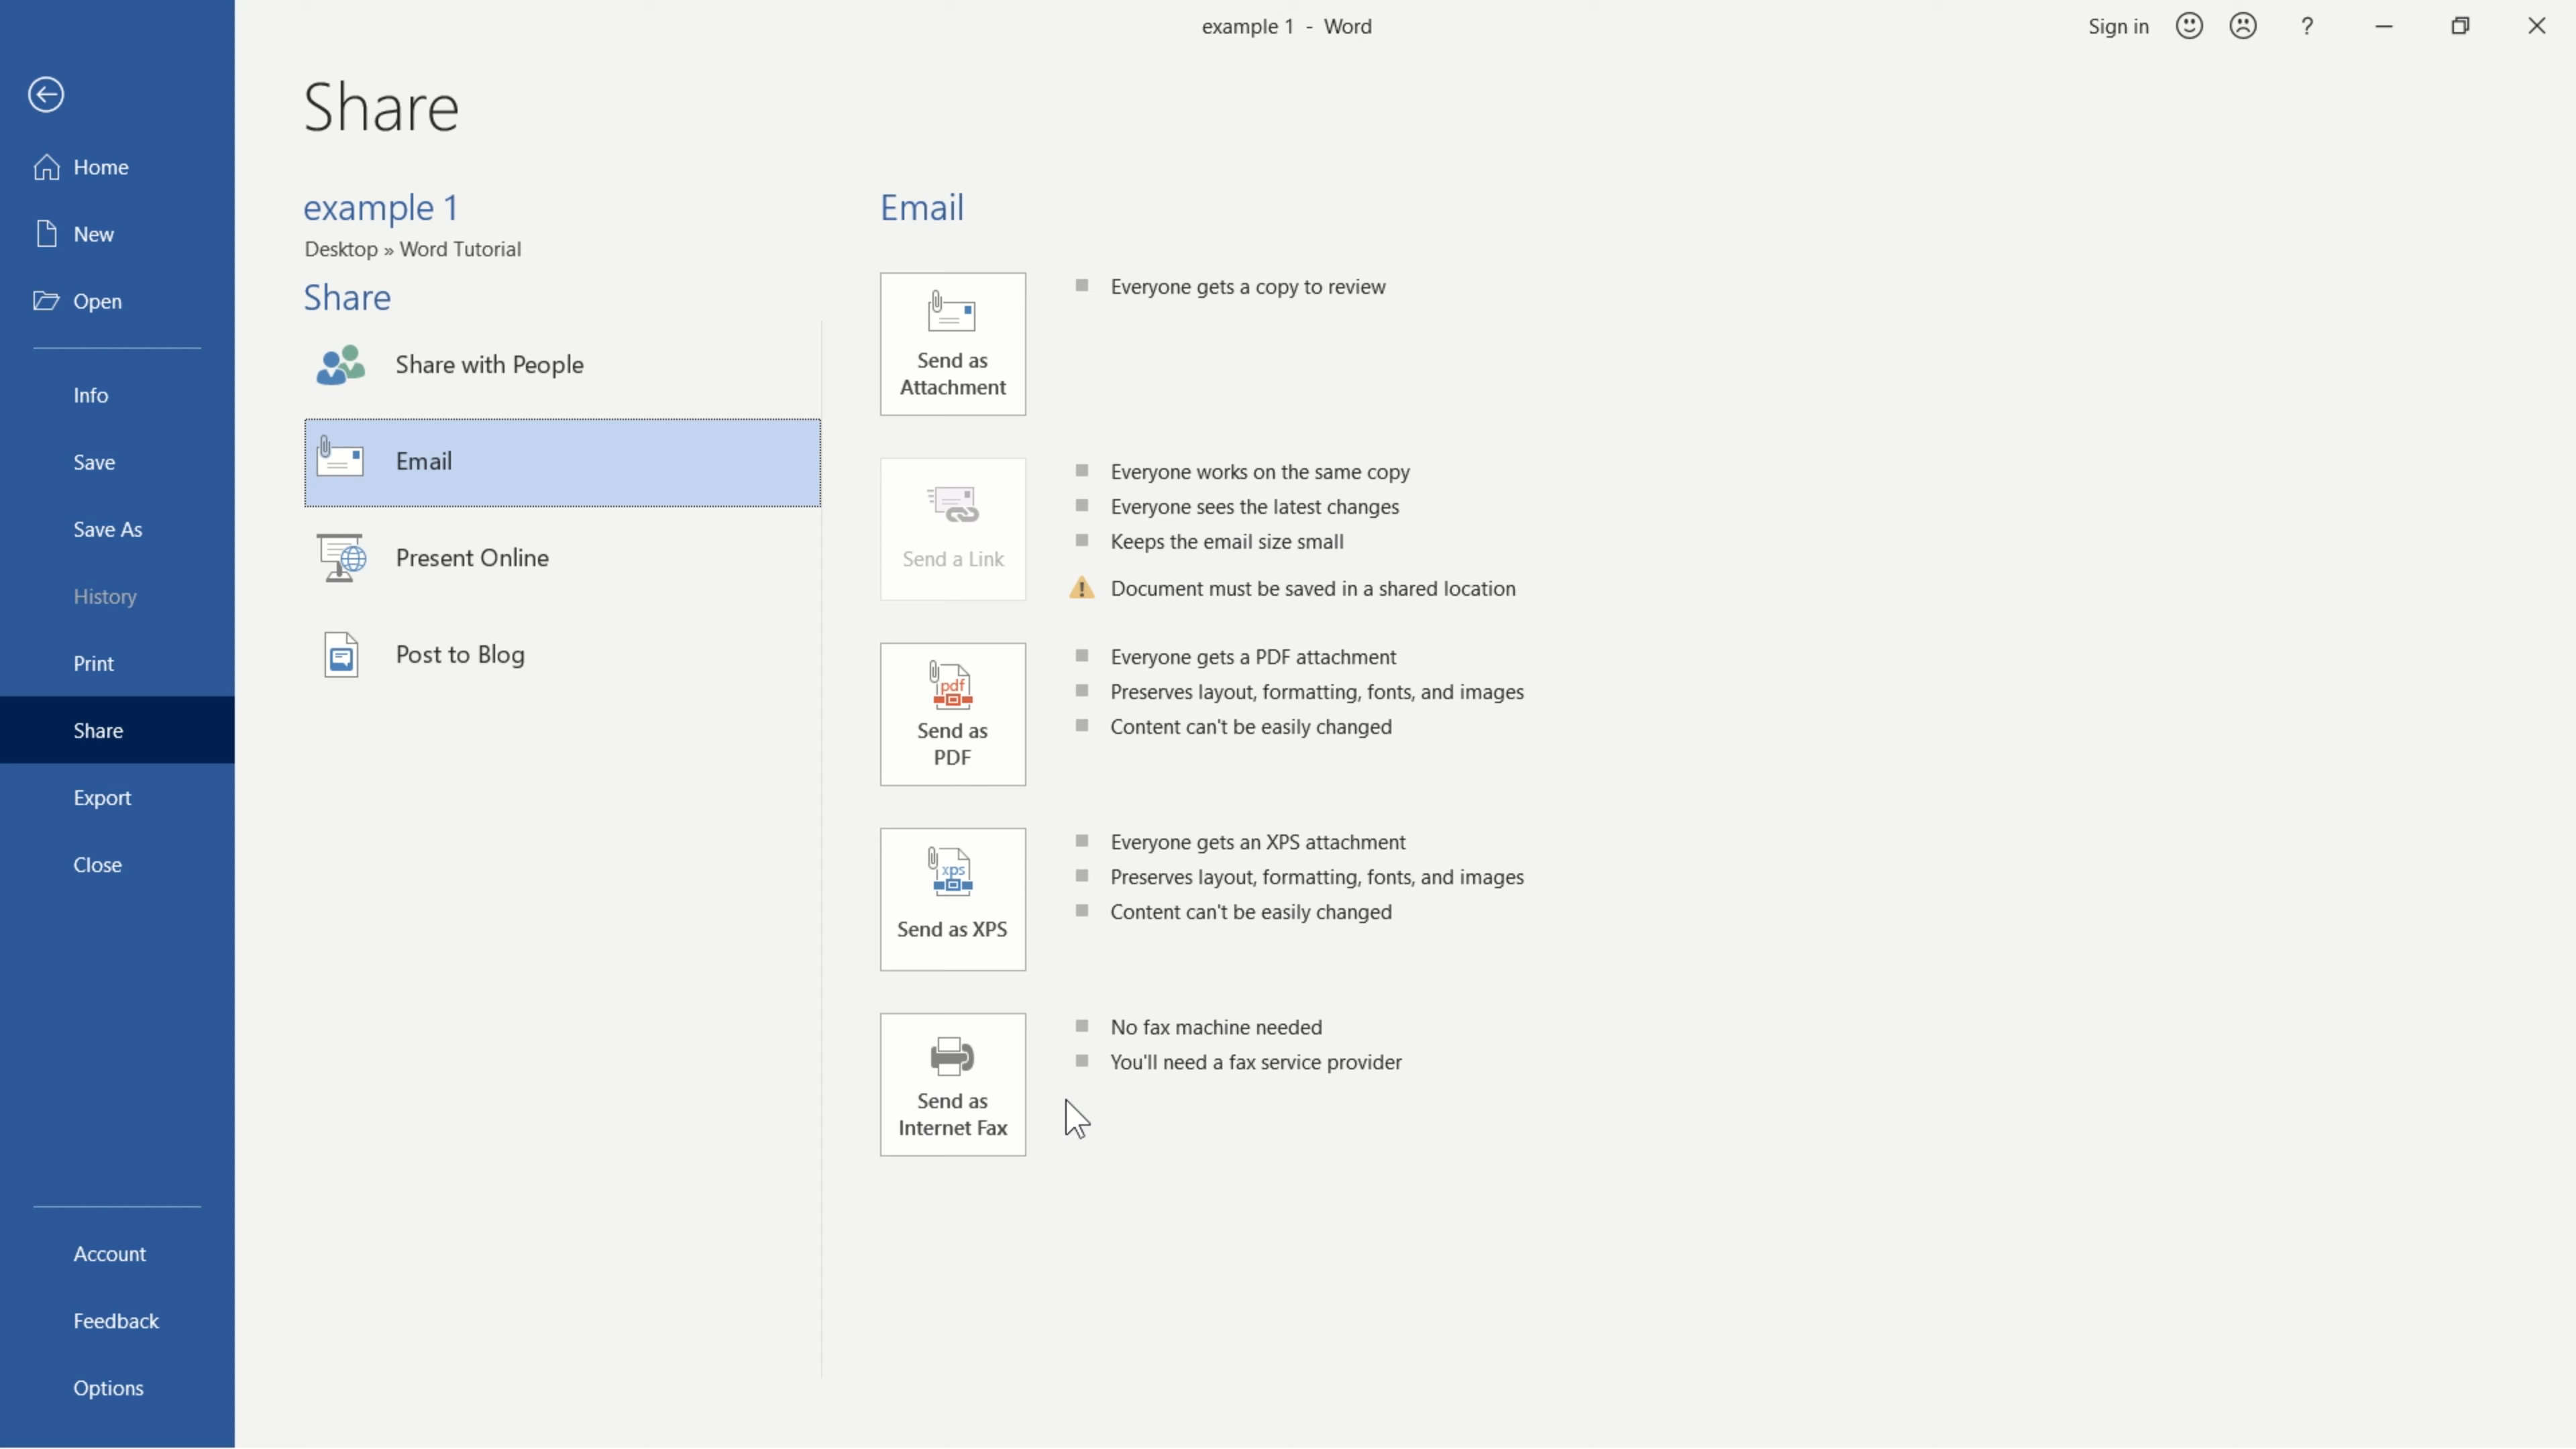 example 1 - Word
Sign in
?
Home
New
Open
Info
Save
Save As
History
Print
Share
Export
Close
Account
Feedback
Options
Share
example 1
Desktop » Word Tutorial
Share
Share with People
Email
Present Online
Post to Blog
Email
Send as
Attachment
Everyone gets a copy to review
Send a Link
Everyone works on the same copy
Everyone sees the latest changes
Keeps the email size small
Document must be saved in a shared location
pdf
Send as
PDF
Everyone gets a PDF attachment
Preserves layout, formatting, fonts, and images
Content can't be easily changed
xps
Send as XPS
Everyone gets an XPS attachment
Preserves layout, formatting, fonts, and images
Content can't be easily changed
Send as
Internet Fax
No fax machine needed
You'll need a fax service provider